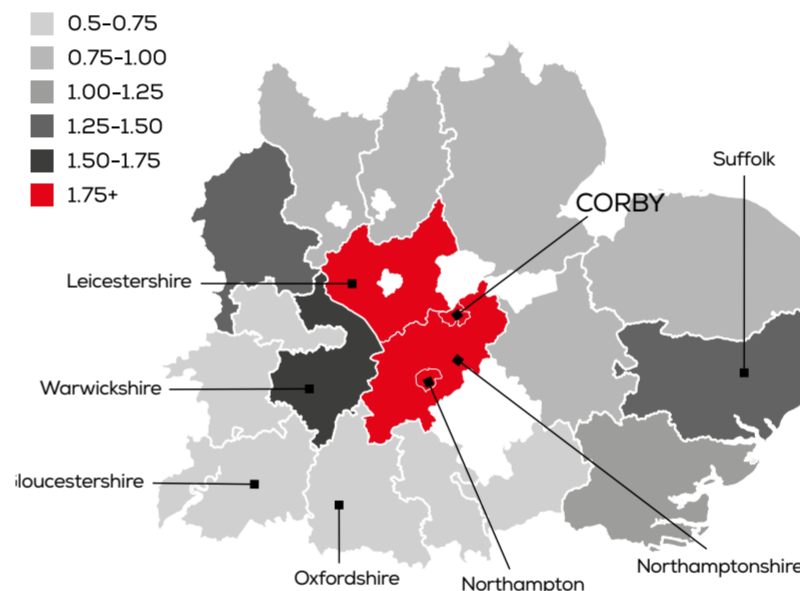 0.5-0.75
0.75-1.00
1.00-1.25
1.25-1.50
1.50-1.75
1.75+
Suffolk
CORBY
Leicestershire
Warwickshire
loucestershire
Oxfordshire
Northampton
Northamptonshire